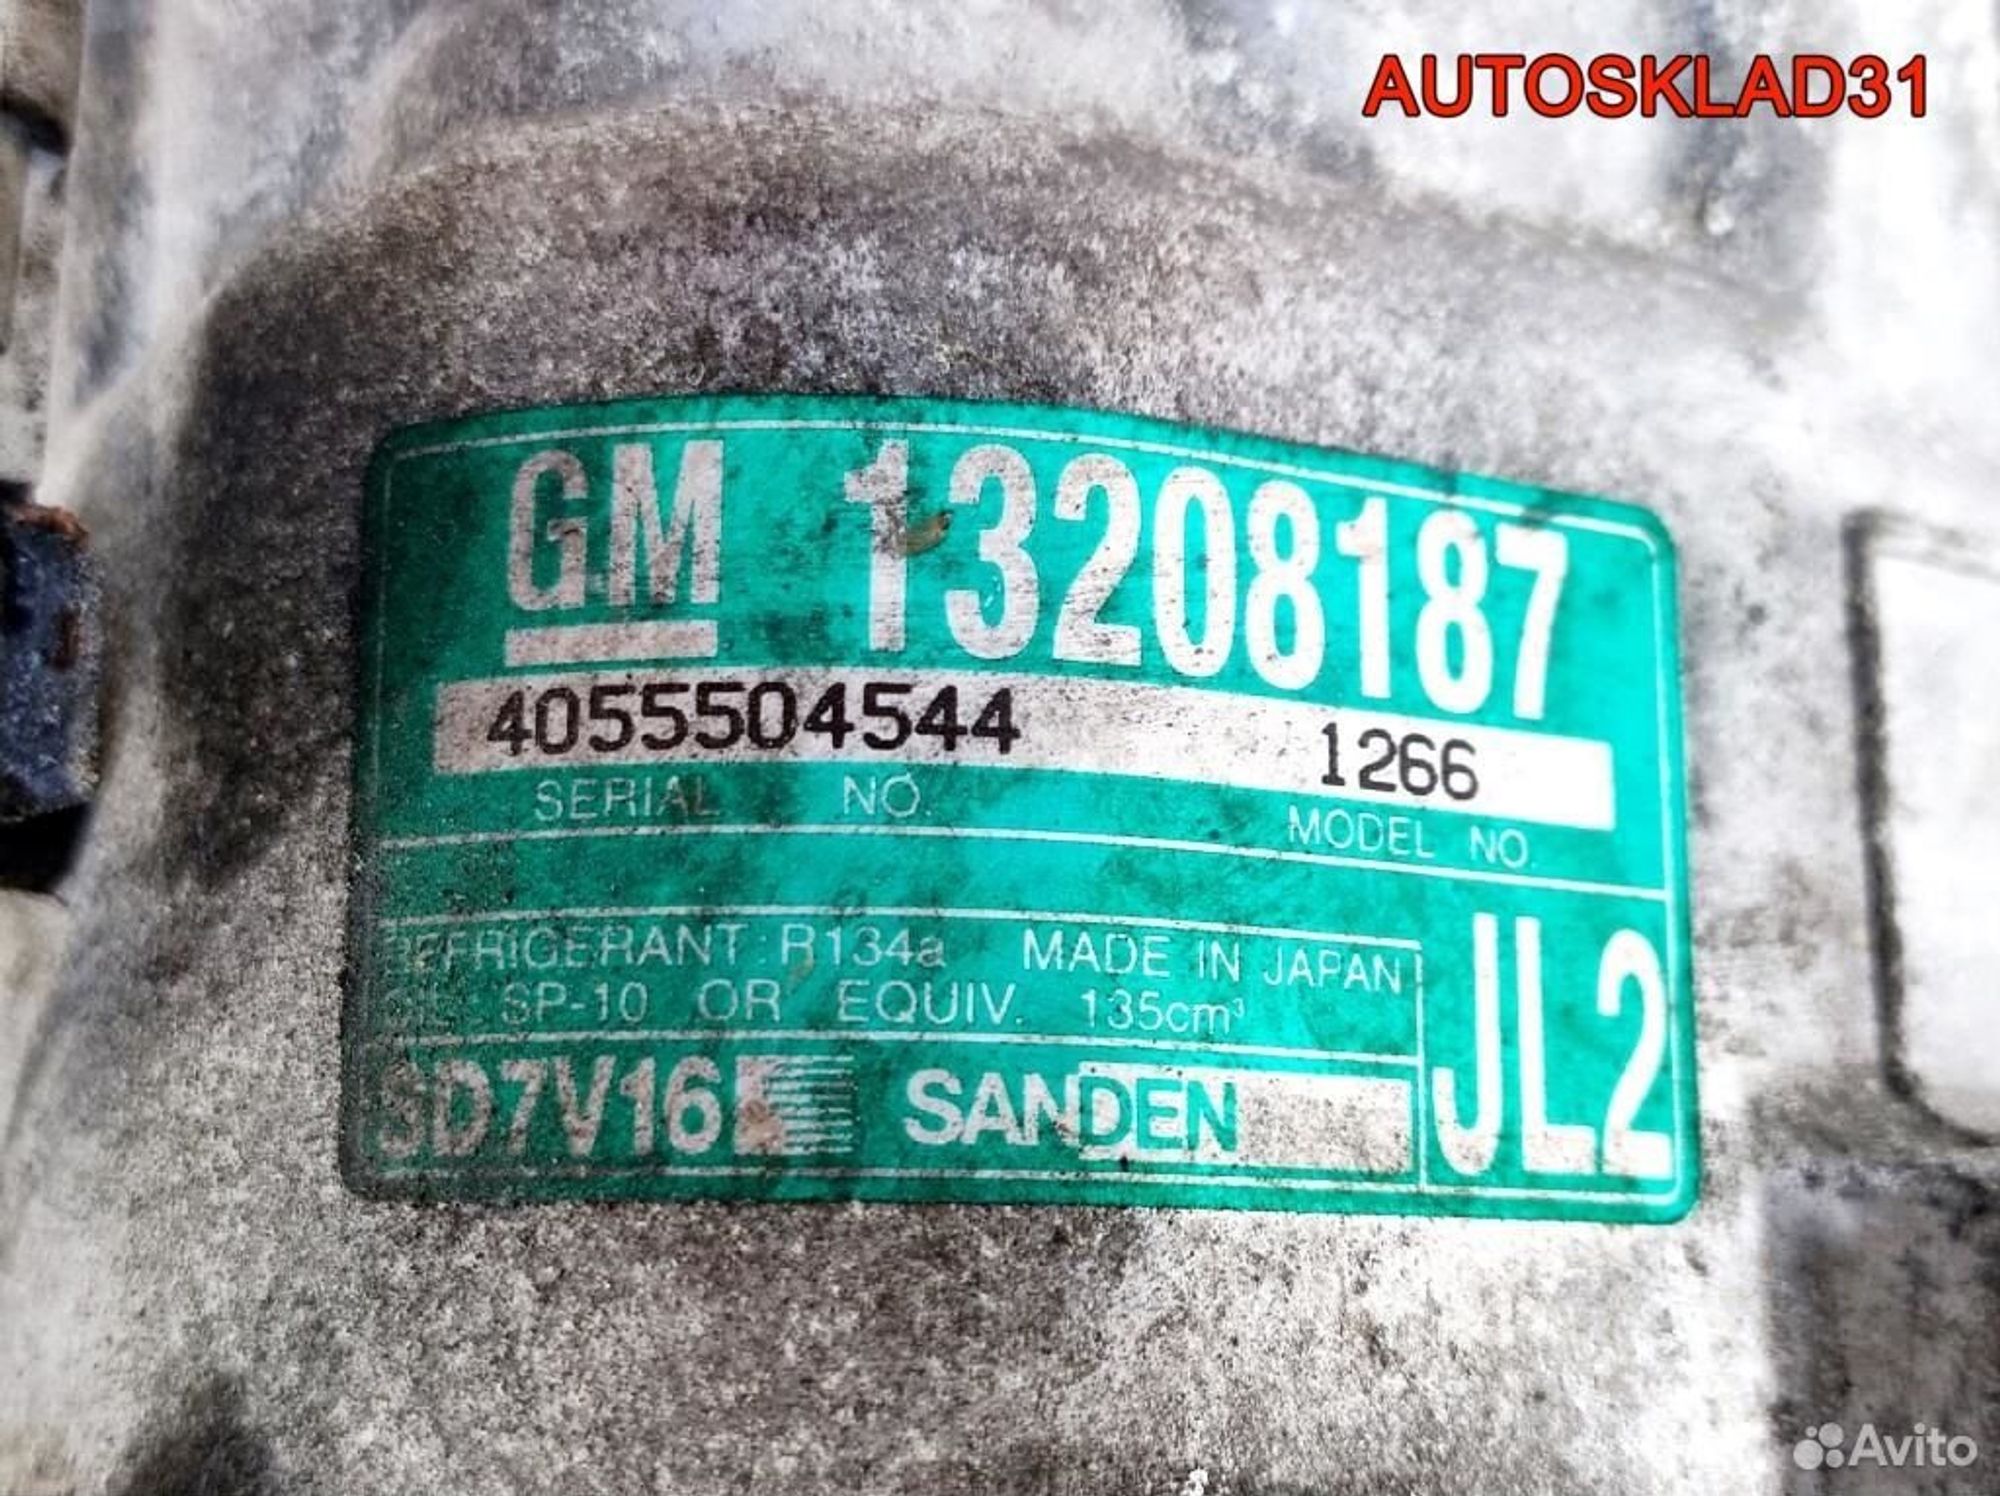 AUTOSKLAD31
GM 13208187
4055504544 1266
SERIAL NO. MODEL NO.
REFRIGERANT : R134a MADE IN JAPAN
OIL : SP-10 OR EQUIV. 135cm³
JL2
SD7V16 SANDEN
Avito